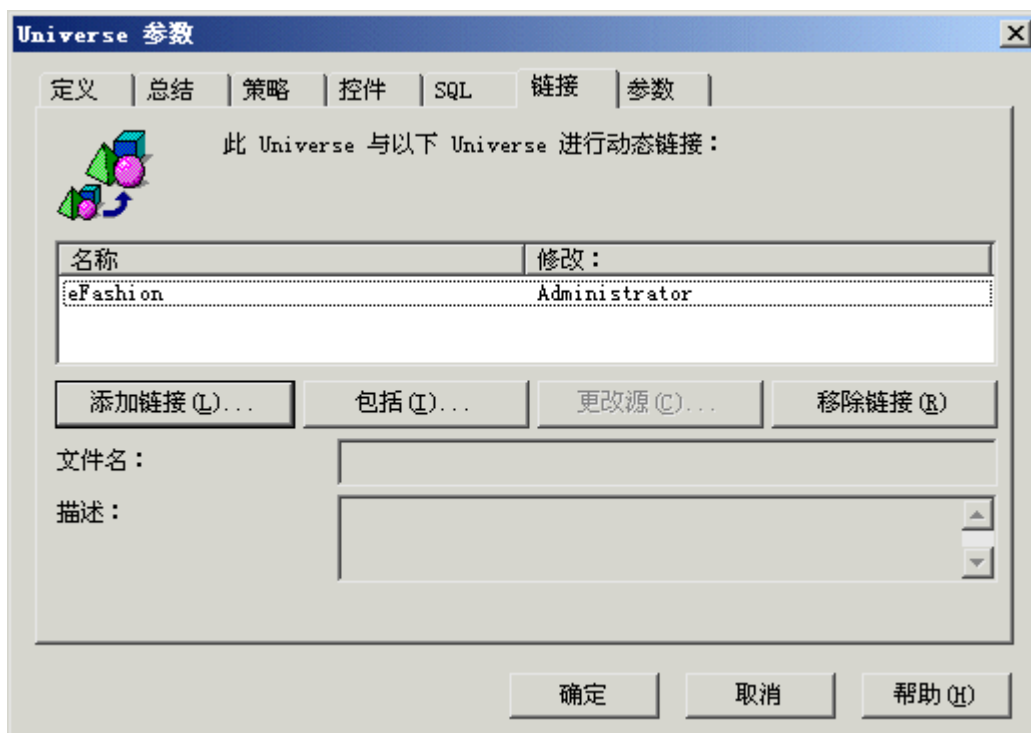 Universe 参数
定义 总结 策略 控件 SQL 链接 参数
此 Universe 与以下 Universe 进行动态链接：
名称 修改：
eFashion Administrator
添加链接(L)... 包括(I)... 更改源(C)... 移除链接(R)
文件名：
描述：
确定 取消 帮助(H)